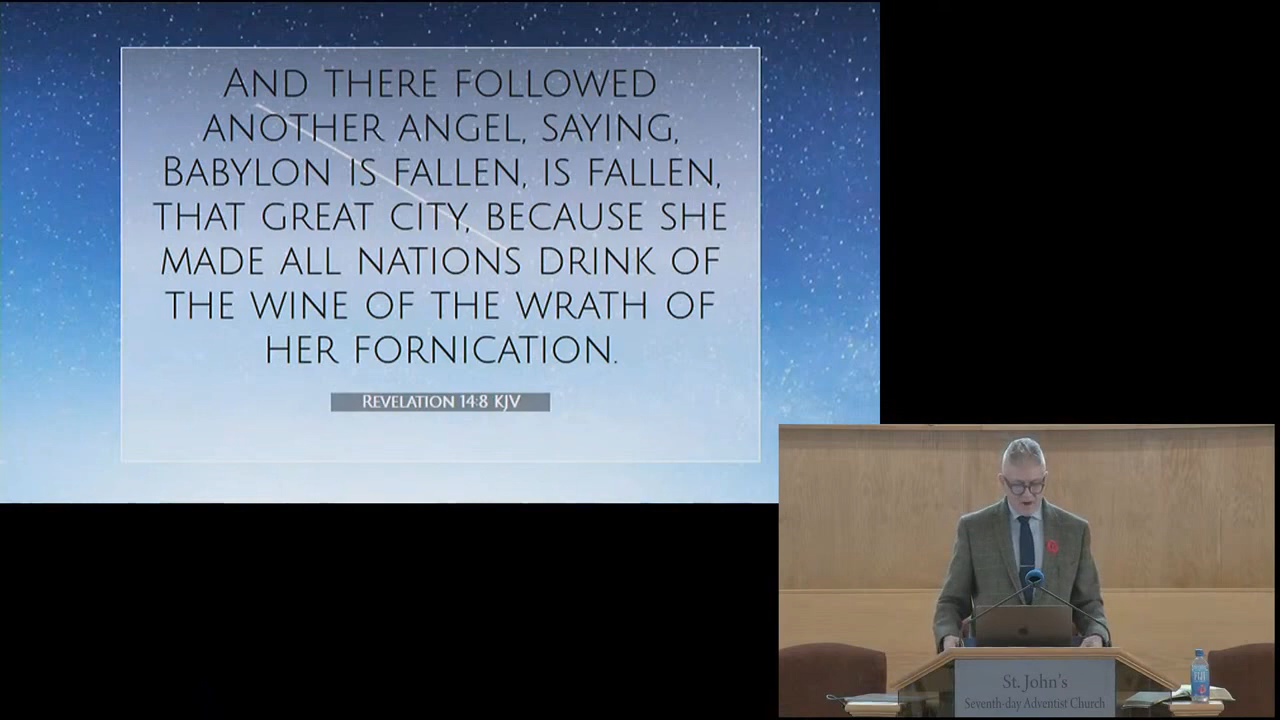 And there followed
another angel, saying,
Babylon is fallen, is fallen,
that great city, because she
made all nations drink of
the wine of the wrath of
her fornication.
Revelation 14:8 KJV
St. John's
Seventh-day Adventist Church